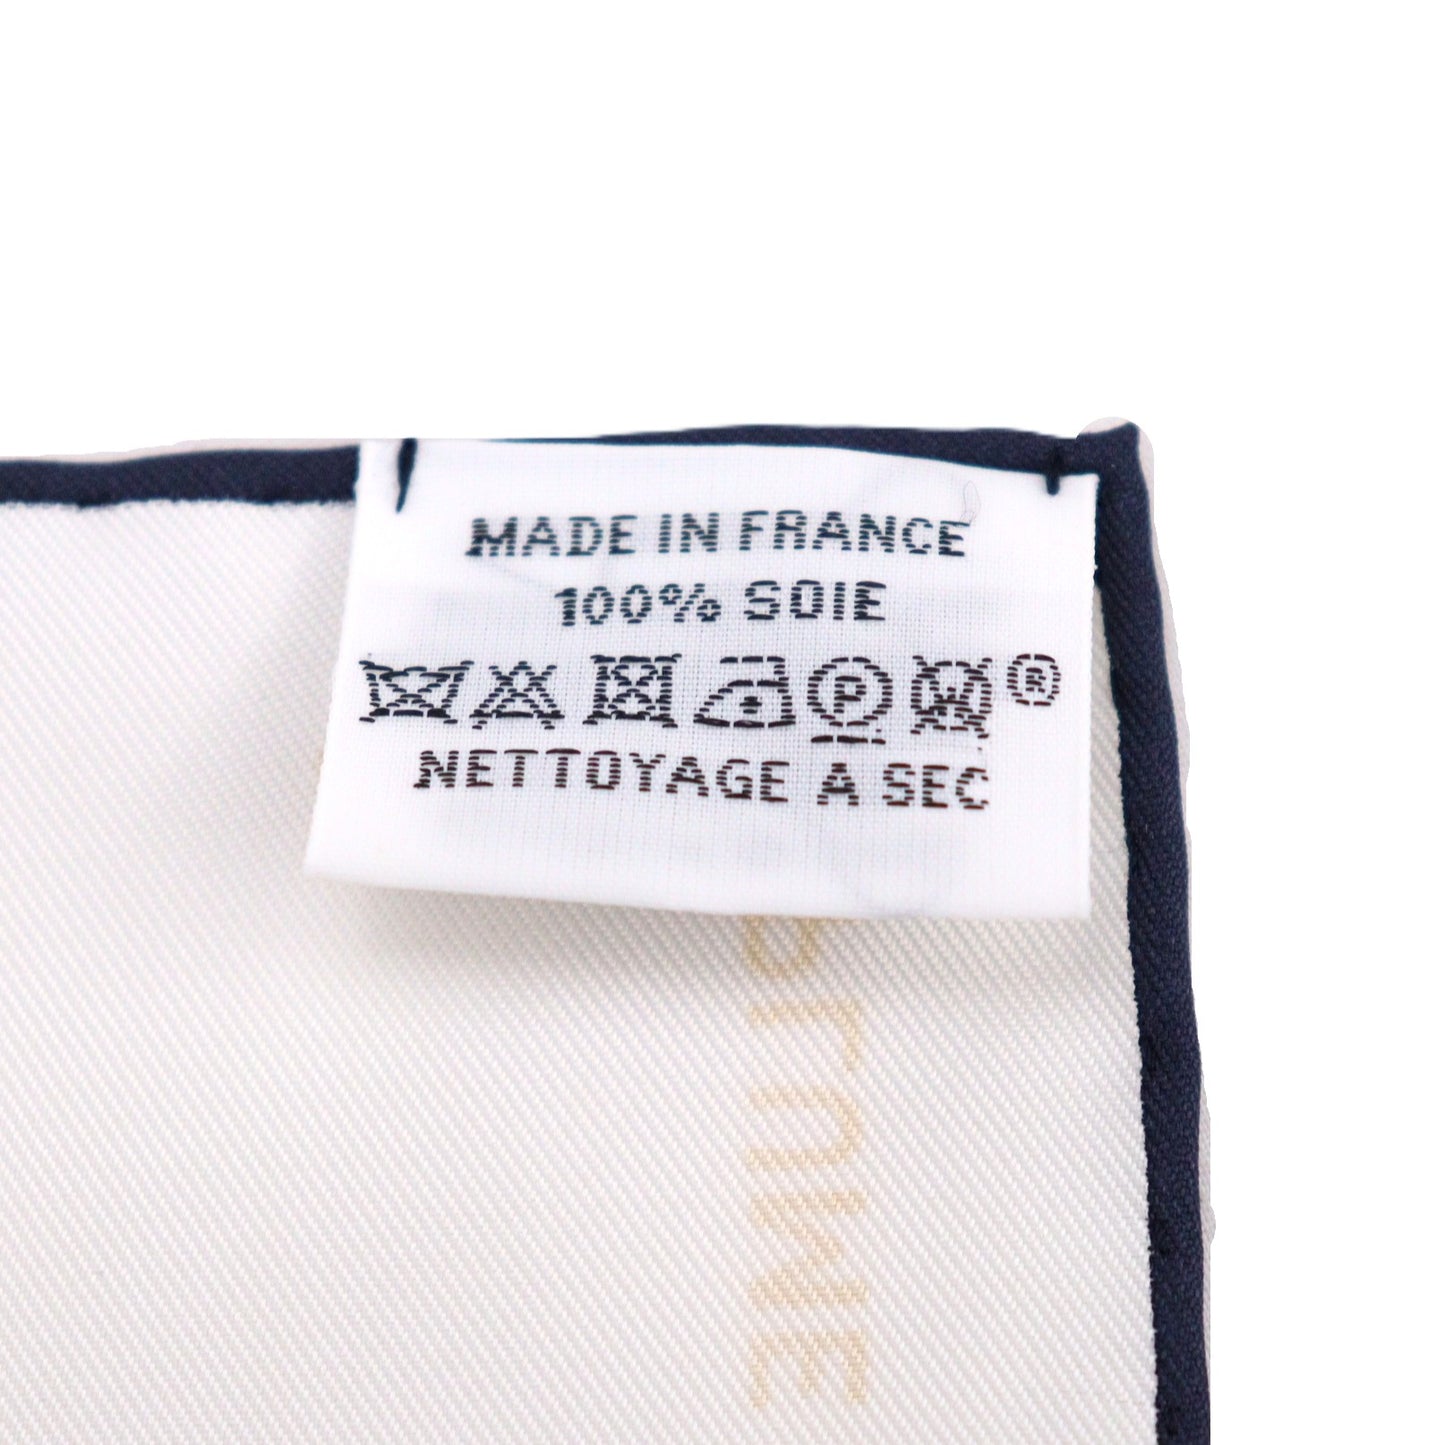 MADE IN FRANCE
100% SOIE
P W ®
NETTOYAGE A SEC